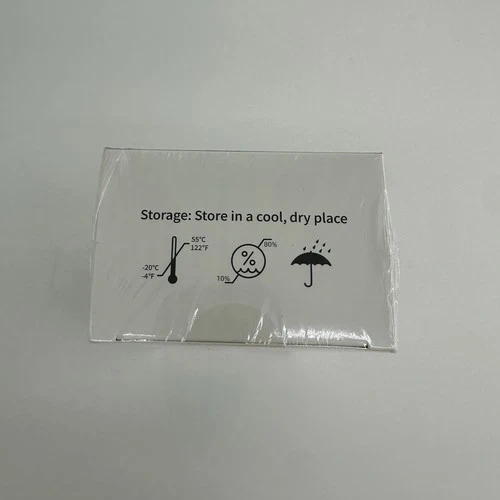 Storage: Store in a cool, dry place
55°C
122°F
-20°C
-4°F
%
80%
10%